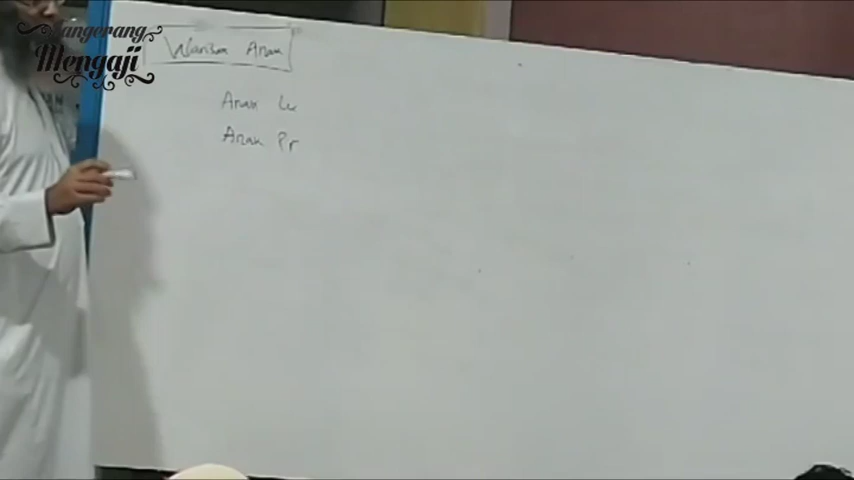 Tangerang
Mengaji
Warisan Anak
Anak Lk
Anak Pr